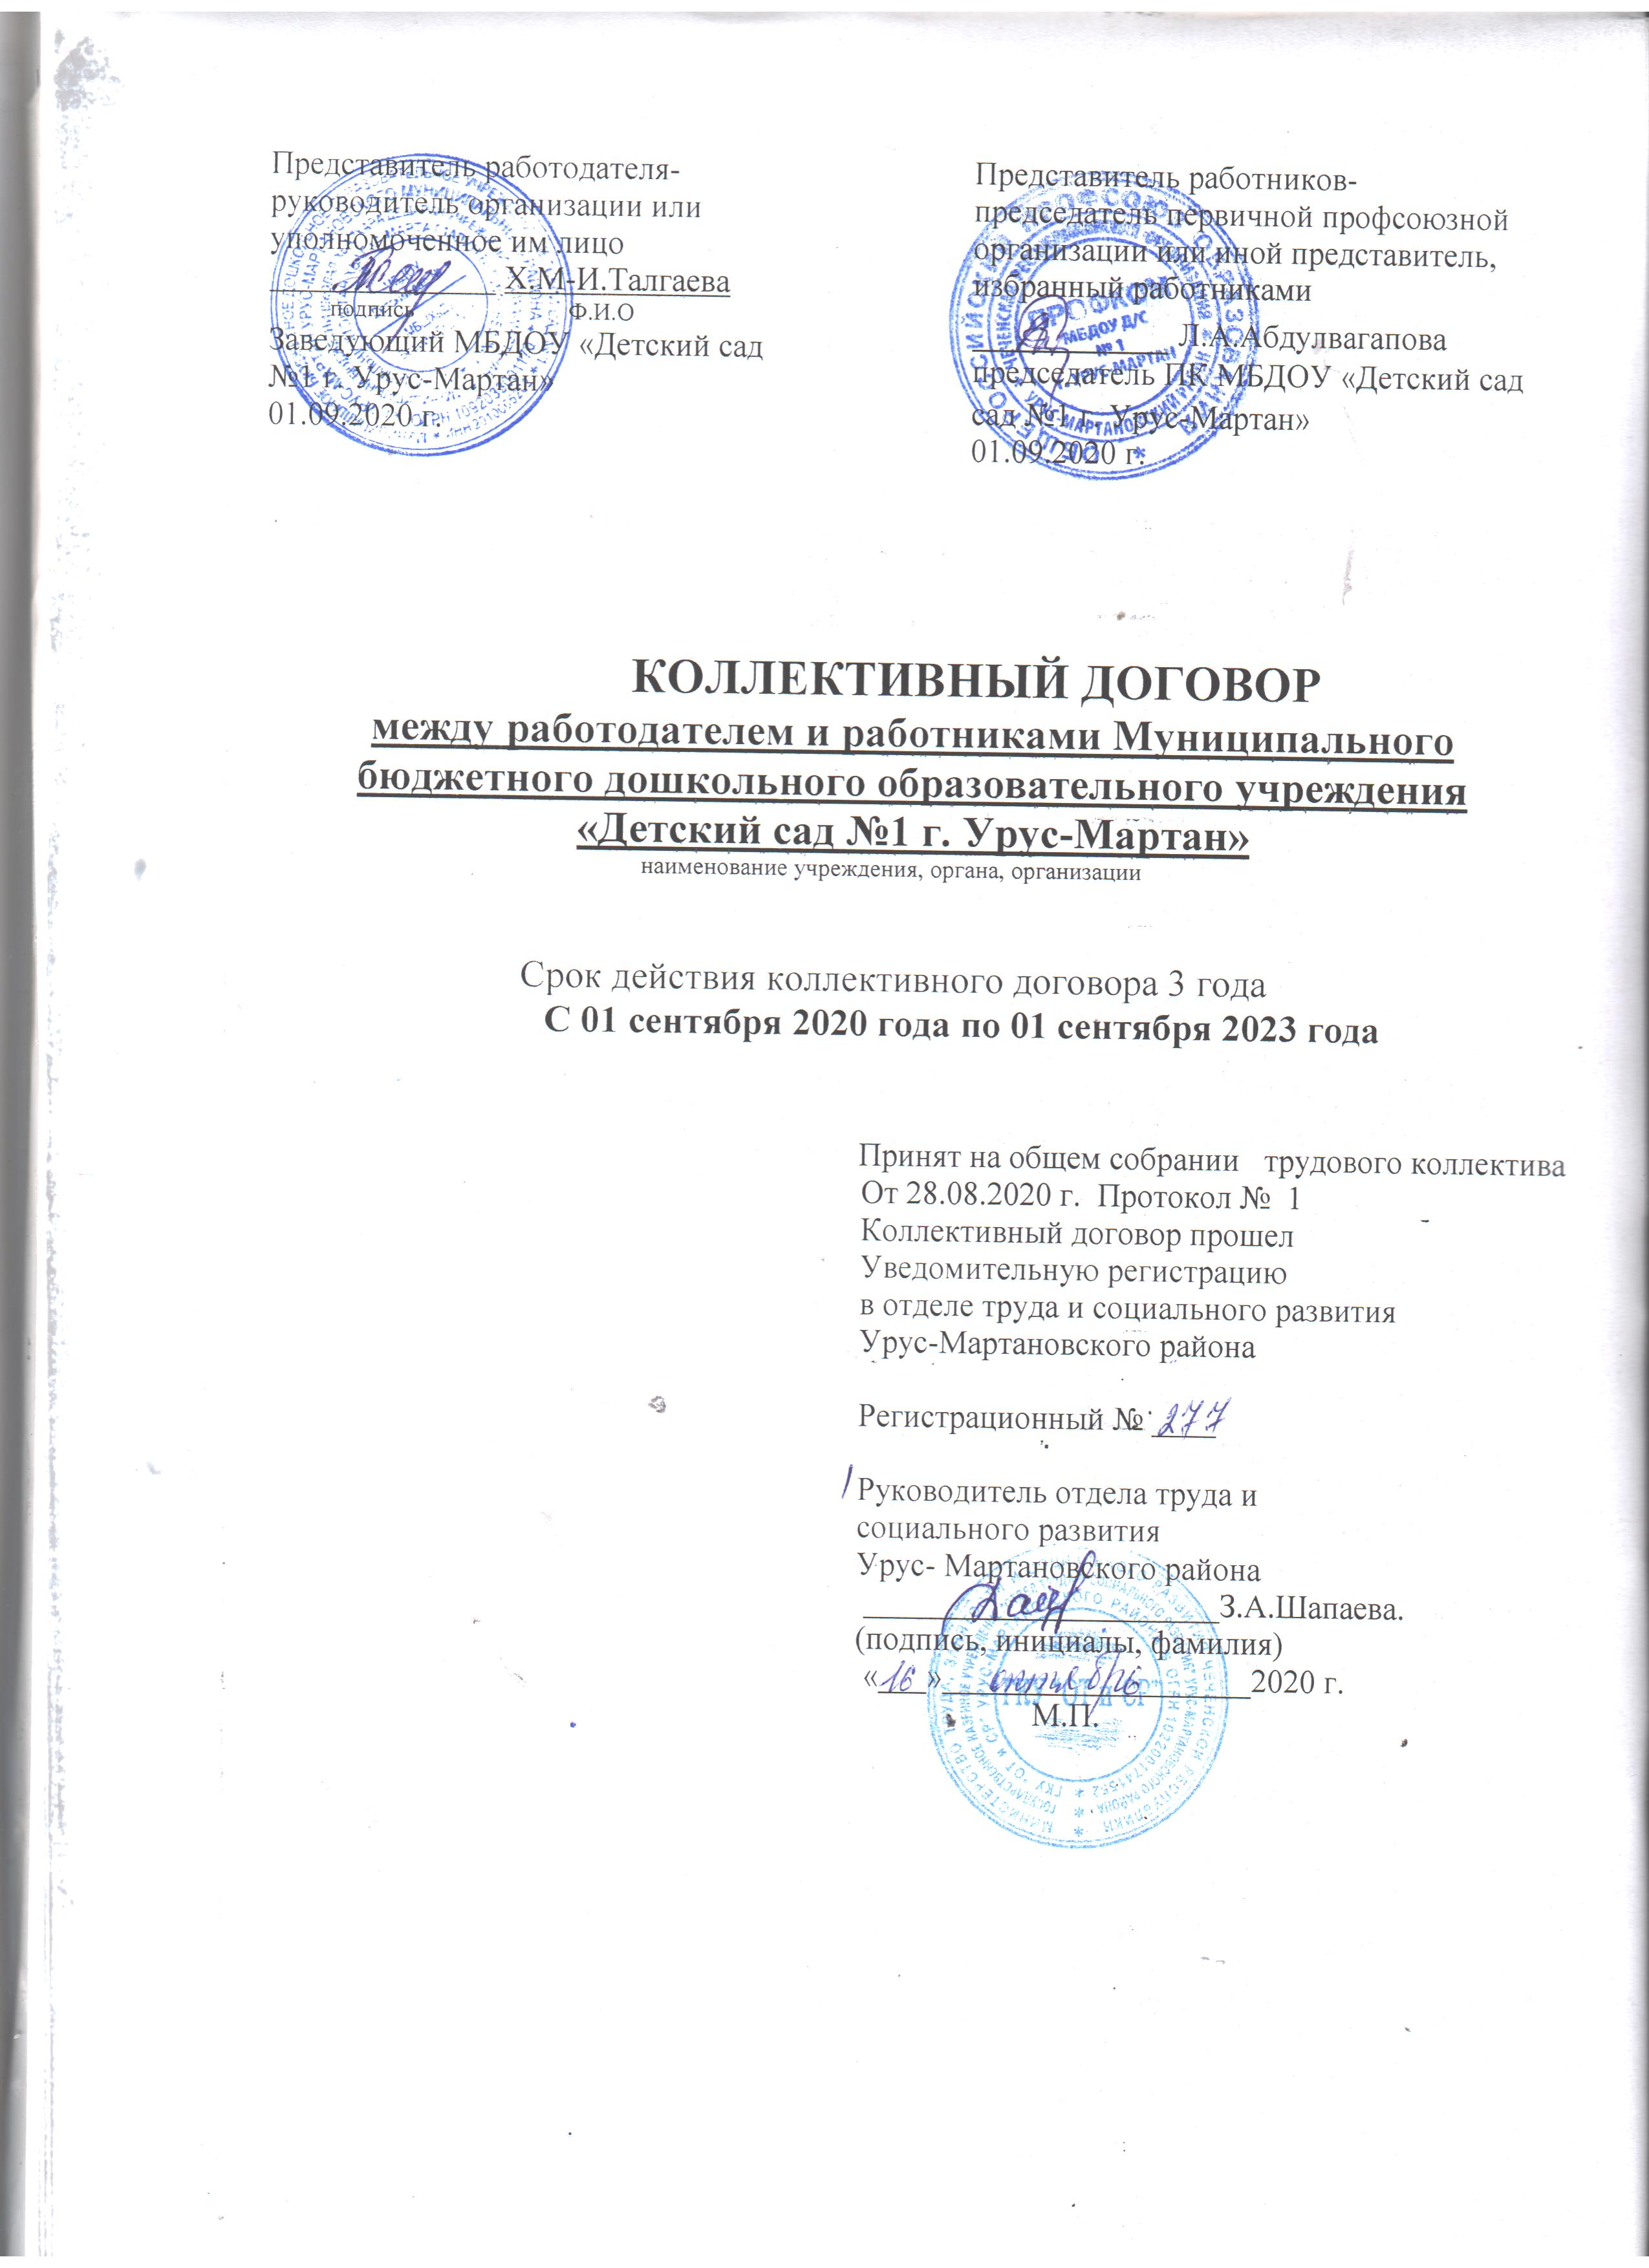 Представитель работодателя-
руководитель организации или
уполномоченное им лицо
Х.М-И.Талгаева
подпись Ф.И.О
Заведующий МБДОУ «Детский сад
№1 г. Урус-Мартан»
01.09.2020 г.
Представитель работников-
председатель первичной профсоюзной
организации или иной представитель,
избранный работниками
Л.А.Абдулвагапова
председатель ПК МБДОУ «Детский сад
сад №1 г. Урус-Мартан»
01.09.2020 г.
ПРОФКОМ
МБДОУ Д/С
№ 1
г. УРУС-МАРТАН
КОЛЛЕКТИВНЫЙ ДОГОВОР
между работодателем и работниками Муниципального
бюджетного дошкольного образовательного учреждения
«Детский сад №1 г. Урус-Мартан»
наименование учреждения, органа, организации
Срок действия коллективного договора 3 года
С 01 сентября 2020 года по 01 сентября 2023 года
Принят на общем собрании трудового коллектива
От 28.08.2020 г. Протокол № 1
Коллективный договор прошел
Уведомительную регистрацию
в отделе труда и социального развития
Урус-Мартановского района
Регистрационный № 277
Руководитель отдела труда и
социального развития
Урус- Мартановского района
З.А.Шапаева.
(подпись, инициалы, фамилия)
«16» 2020 г.
М.П.